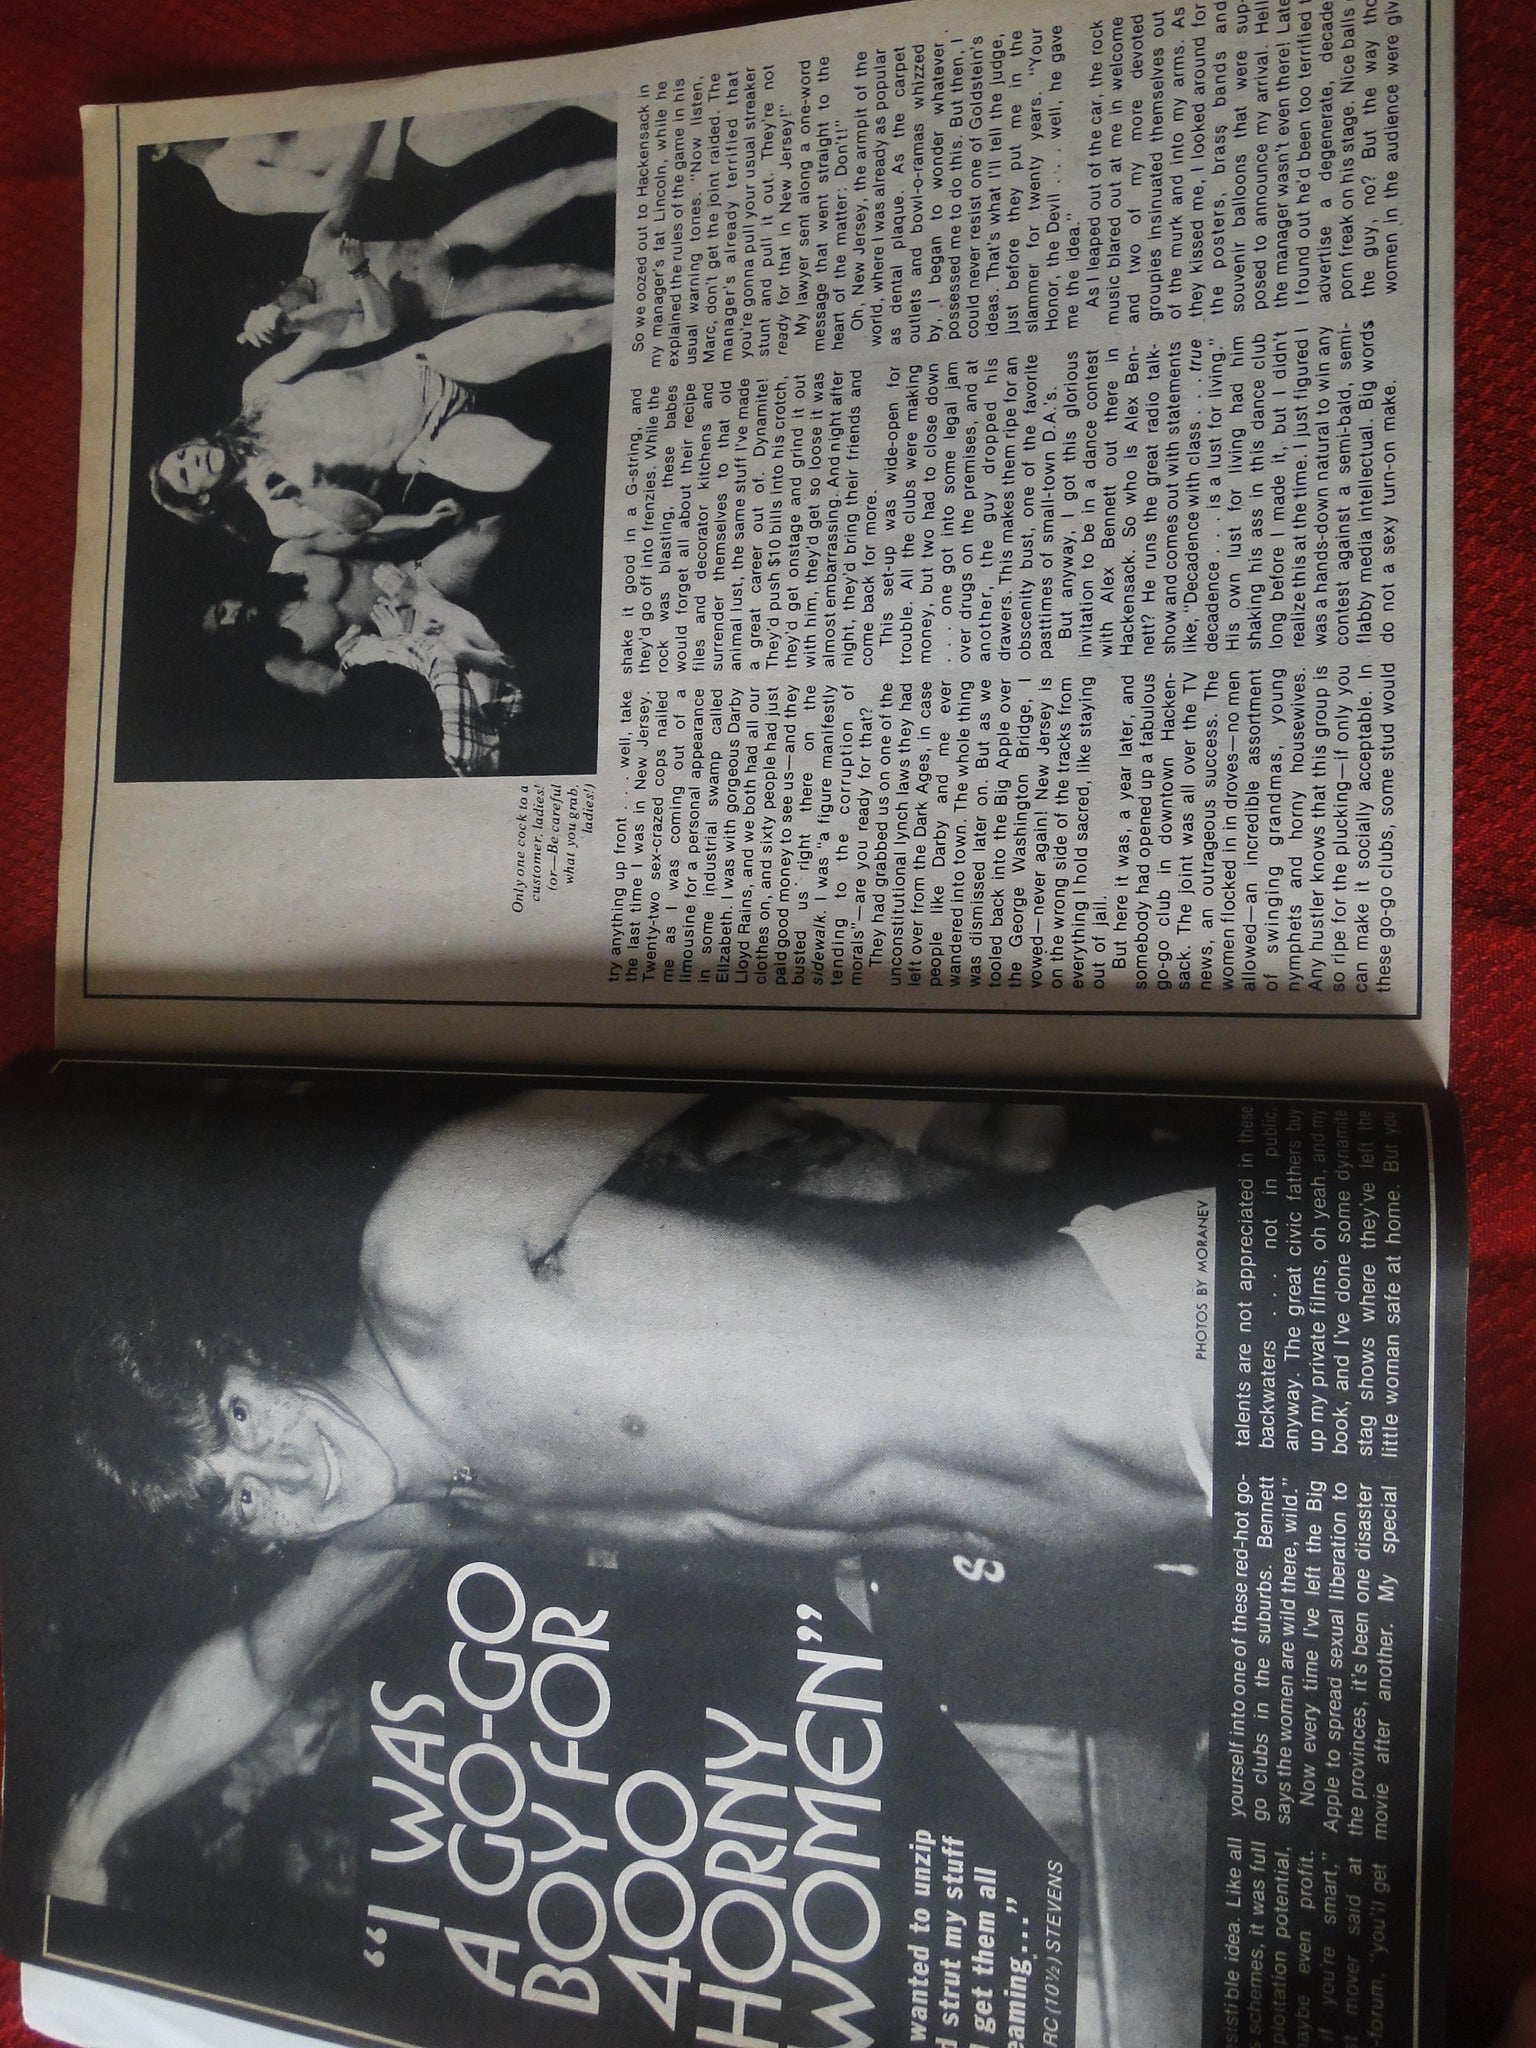 "I WAS
A GO-GO
BOY FOR
400
HORNY
WOMEN"
wanted to unzip
strut my stuff
get them all
(10½) STEVENS
PHOTOS BY MORANEV
idea. Like all
schemes, it was full
potential,
even profit.
if you're smart,"
mover said at
"you'll get
yourself into one of these red-hot go-
go clubs in the suburbs. Bennett
says the women are wild there, wild."
Now every time I've left the Big
Apple to spread sexual liberation to
the provinces, it's been one disaster
movie after another. My special
talents are not appreciated in these
backwaters . . . not in public,
anyway. The great civic fathers buy
up my private films, oh yeah, and my
book, and I've done some dynamite
stag shows where they've left the
little woman safe at home. But you
Only one cock to a
customer, ladies!
(or—Be careful
what you grab,
ladies!)
try anything up front . . . well, take
the last time I was in New Jersey.
Twenty-two sex-crazed cops nailed
me as I was coming out of a
limousine for a personal appearance
in some industrial swamp called
Elizabeth. I was with gorgeous Darby
Lloyd Rains, and we both had all our
clothes on, and sixty people had just
paid good money to see us—and they
busted us right there on the
sidewalk. I was "a figure manifestly
tending to the corruption of
morals"—are you ready for that?
They had grabbed us on one of the
unconstitutional lynch laws they had
left over from the Dark Ages, in case
people like Darby and me ever
wandered into town. The whole thing
was dismissed later on. But as we
tooled back into the Big Apple over
the George Washington Bridge, I
vowed—never again! New Jersey is
on the wrong side of the tracks from
everything I hold sacred, like staying
out of jail.
But here it was, a year later, and
somebody had opened up a fabulous
go-go club in downtown Hacken-
sack. The joint was all over the TV
news, an outrageous success. The
women flocked in in droves—no men
allowed—an incredible assortment
of swinging grandmas, young
nymphets and horny housewives.
Any hustler knows that this group is
so ripe for the plucking—if only you
can make it socially acceptable. In
these go-go clubs, some stud would
shake it good in a G-string, and
they'd go off into frenzies. While the
rock was blasting, these babes
would forget all about their recipe
files and decorator kitchens and
surrender themselves to that old
animal lust, the same stuff I've made
a great career out of. Dynamite!
They'd push $10 bills into his crotch,
they'd get onstage and grind it out
with him, they'd get so loose it was
almost embarrassing. And night after
night, they'd bring their friends and
come back for more.
This set-up was wide-open for
trouble. All the clubs were making
money, but two had to close down
. . . . one got into some legal jam
over drugs on the premises, and at
another, the guy dropped his
drawers. This makes them ripe for an
obscenity bust, one of the favorite
pasttimes of small-town D.A.'s.
But anyway, I got this glorious
invitation to be in a dance contest
with Alex Bennett out there in
Hackensack. So who is Alex Ben-
nett? He runs the great radio talk-
show and comes out with statements
like, "Decadence with class . . . true
decadence . . . is a lust for living."
His own lust for living had him
shaking his ass in this dance club
long before I made it, but I didn't
realize this at the time. I just figured I
was a hands-down natural to win any
contest against a semi-bald, semi-
flabby media intellectual. Big words
do not a sexy turn-on make.
So we oozed out to Hackensack in
my manager's fat Lincoln, while he
explained the rules of the game in his
usual warning tones. "Now listen,
Marc, don't get the joint raided. The
manager's already terrified that
you're gonna pull your usual streaker
stunt and pull it out. They're not
ready for that in New Jersey!"
My lawyer sent along a one-word
message that went straight to the
heart of the matter: Don't!"
Oh, New Jersey, the armpit of the
world, where I was already as popular
as dental plaque. As the carpet
outlets and bowl-o-ramas whizzed
by, I began to wonder whatever
possessed me to do this. But then, I
could never resist one of Goldstein's
ideas. That's what I'll tell the judge,
just before they put me in the
slammer for twenty years. "Your
Honor, the Devil . . . well, he gave
me the idea."
As I leaped out of the car, the rock
music blared out at me in welcome
and two of my more devoted
groupies insinuated themselves out
of the murk and into my arms. As
they kissed me, I looked around for
the posters, brass bands and
souvenir balloons that were sup-
posed to announce my arrival. Hell
the manager wasn't even there! Late
I found out he'd been too terrified
advertise a degenerate,
porn freak on his stage. Nice balls
the guy, no? But the way
women in the audience were